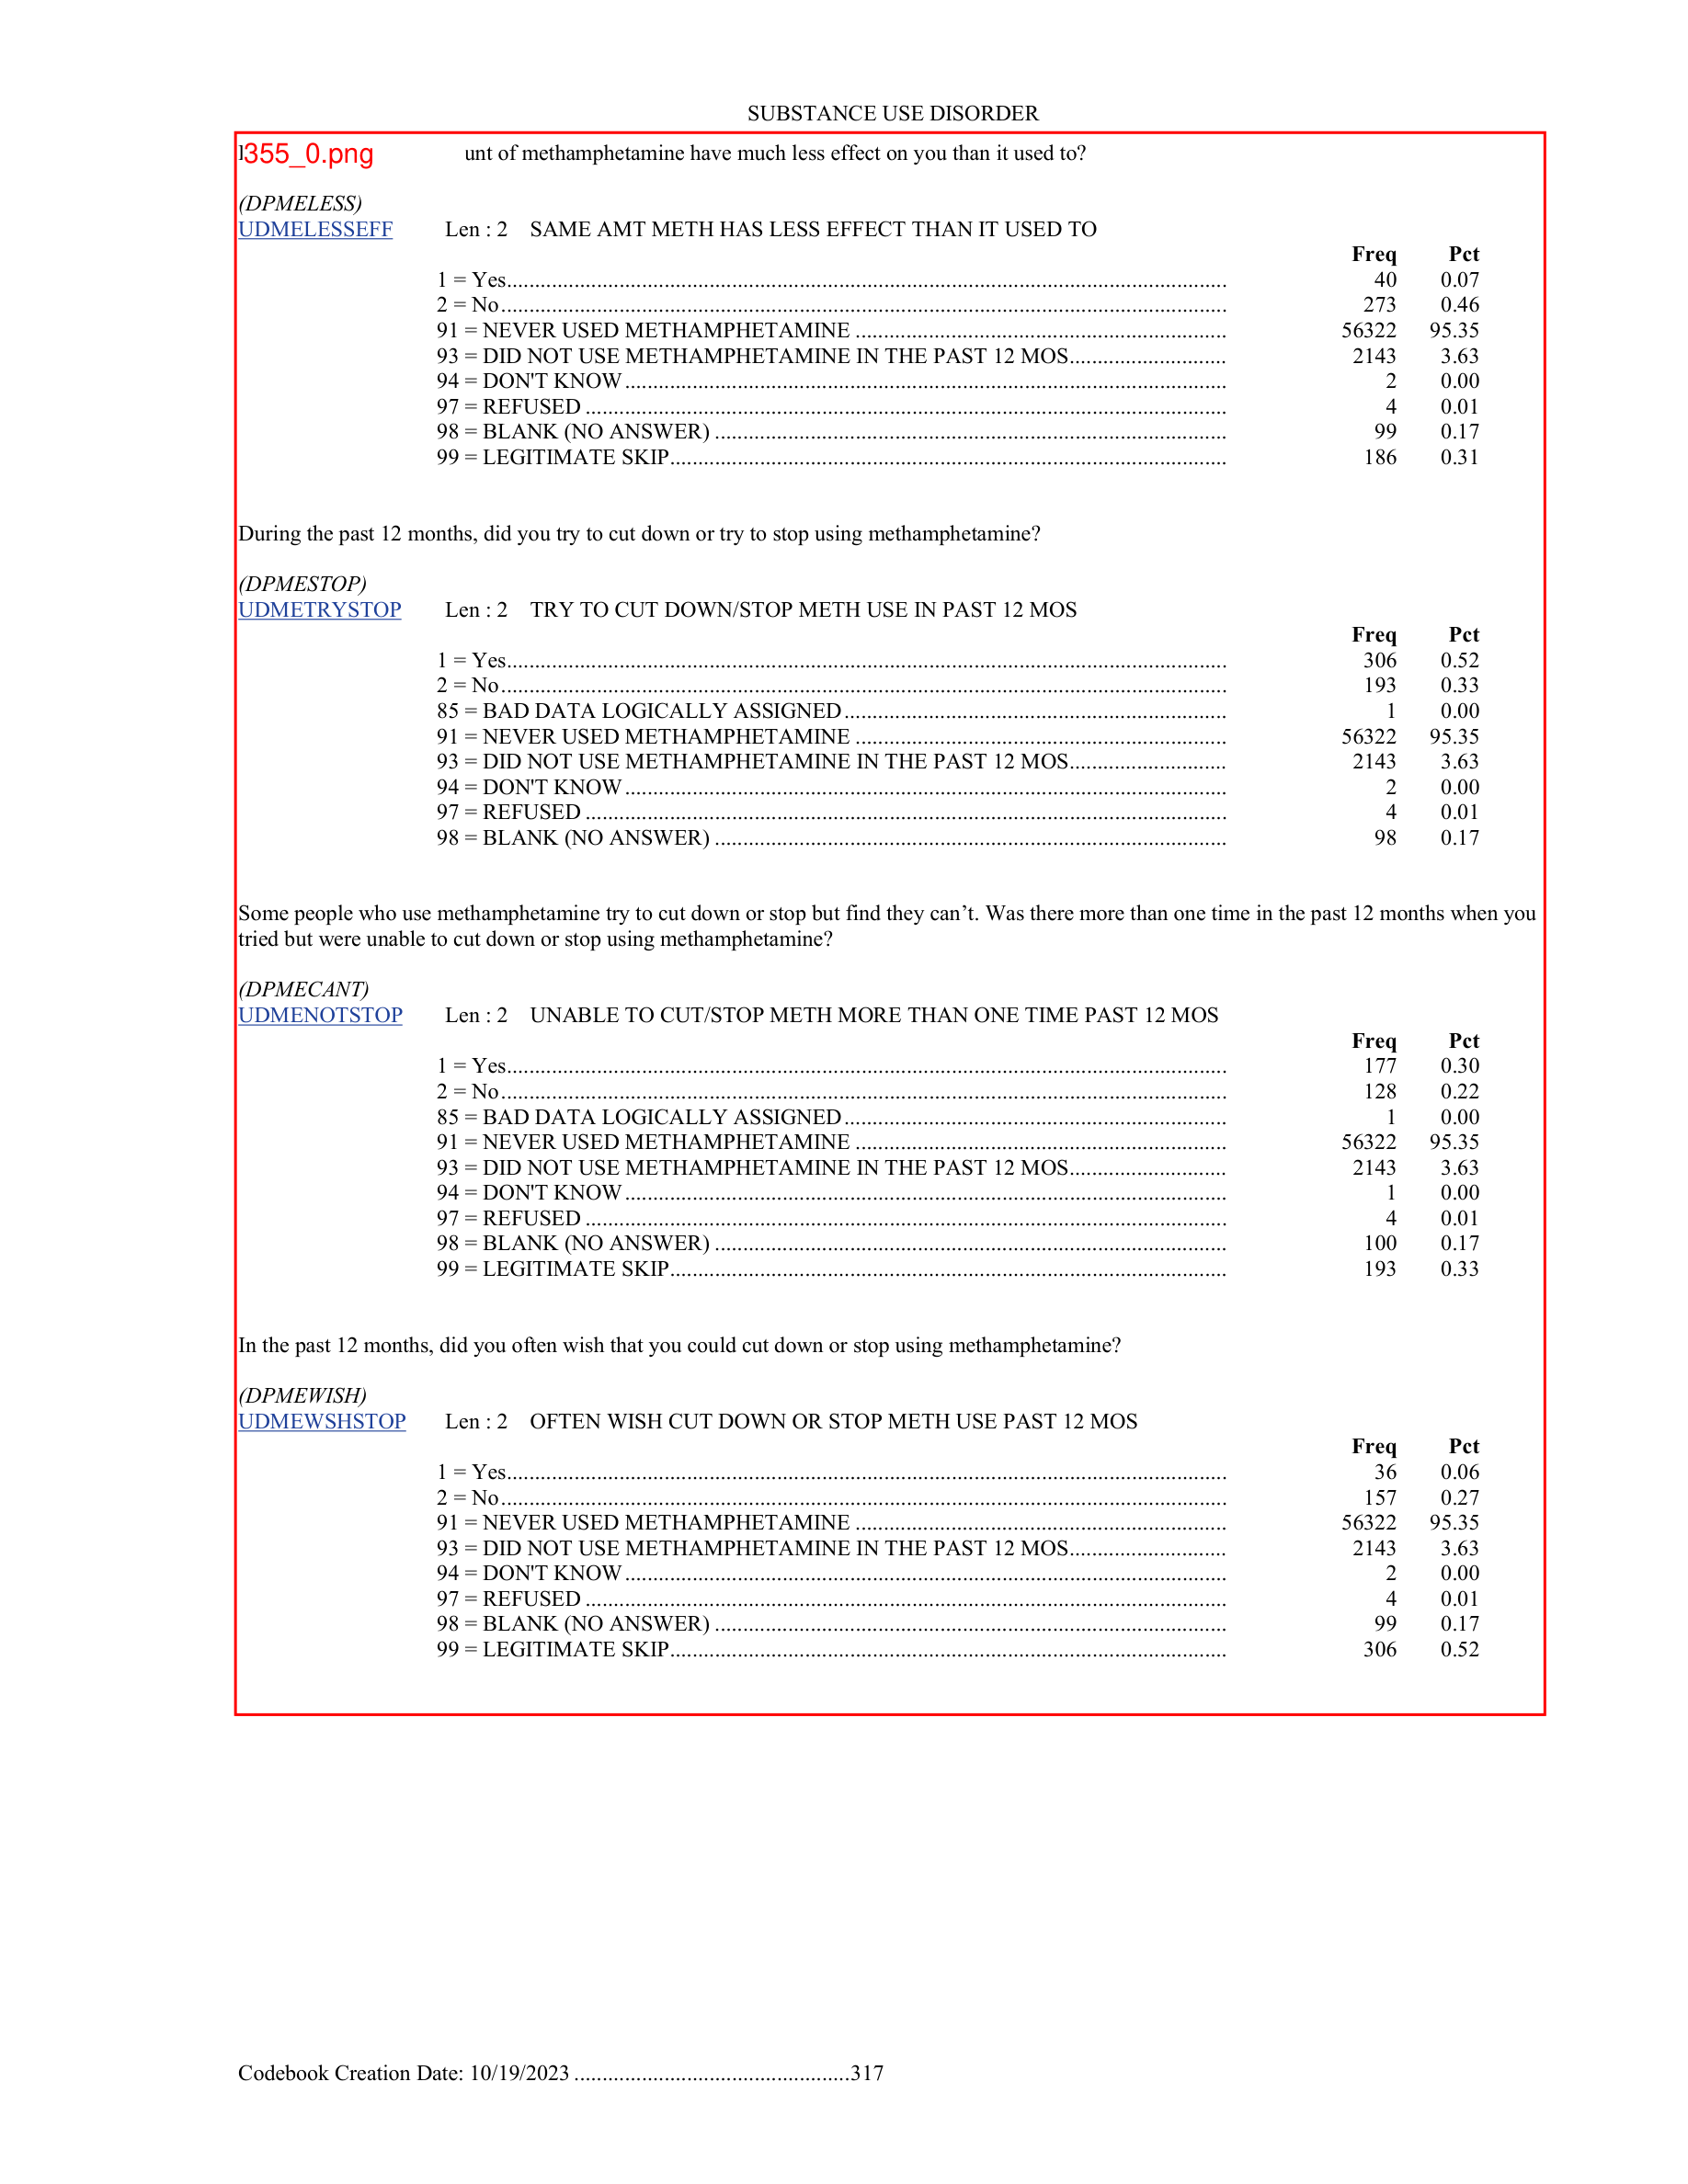 SUBSTANCE USE DISORDER
355_0.png unt of methamphetamine have much less effect on you than it used to?
(DPMELESS)
UDMELESSEFF Len : 2 SAME AMT METH HAS LESS EFFECT THAN IT USED TO
Freq Pct
1 = Yes 40 0.07
2 = No 273 0.46
91 = NEVER USED METHAMPHETAMINE 56322 95.35
93 = DID NOT USE METHAMPHETAMINE IN THE PAST 12 MOS 2143 3.63
94 = DON'T KNOW 2 0.00
97 = REFUSED 4 0.01
98 = BLANK (NO ANSWER) 99 0.17
99 = LEGITIMATE SKIP 186 0.31
During the past 12 months, did you try to cut down or try to stop using methamphetamine?
(DPMESTOP)
UDMETRYSTOP Len : 2 TRY TO CUT DOWN/STOP METH USE IN PAST 12 MOS
Freq Pct
1 = Yes 306 0.52
2 = No 193 0.33
85 = BAD DATA LOGICALLY ASSIGNED 1 0.00
91 = NEVER USED METHAMPHETAMINE 56322 95.35
93 = DID NOT USE METHAMPHETAMINE IN THE PAST 12 MOS 2143 3.63
94 = DON'T KNOW 2 0.00
97 = REFUSED 4 0.01
98 = BLANK (NO ANSWER) 98 0.17
Some people who use methamphetamine try to cut down or stop but find they can’t. Was there more than one time in the past 12 months when you
tried but were unable to cut down or stop using methamphetamine?
(DPMECANT)
UDMENOTSTOP Len : 2 UNABLE TO CUT/STOP METH MORE THAN ONE TIME PAST 12 MOS
Freq Pct
1 = Yes 177 0.30
2 = No 128 0.22
85 = BAD DATA LOGICALLY ASSIGNED 1 0.00
91 = NEVER USED METHAMPHETAMINE 56322 95.35
93 = DID NOT USE METHAMPHETAMINE IN THE PAST 12 MOS 2143 3.63
94 = DON'T KNOW 1 0.00
97 = REFUSED 4 0.01
98 = BLANK (NO ANSWER) 100 0.17
99 = LEGITIMATE SKIP 193 0.33
In the past 12 months, did you often wish that you could cut down or stop using methamphetamine?
(DPMEWISH)
UDMEWSHSTOP Len : 2 OFTEN WISH CUT DOWN OR STOP METH USE PAST 12 MOS
Freq Pct
1 = Yes 36 0.06
2 = No 157 0.27
91 = NEVER USED METHAMPHETAMINE 56322 95.35
93 = DID NOT USE METHAMPHETAMINE IN THE PAST 12 MOS 2143 3.63
94 = DON'T KNOW 2 0.00
97 = REFUSED 4 0.01
98 = BLANK (NO ANSWER) 99 0.17
99 = LEGITIMATE SKIP 306 0.52
Codebook Creation Date: 10/19/2023 .................................................317